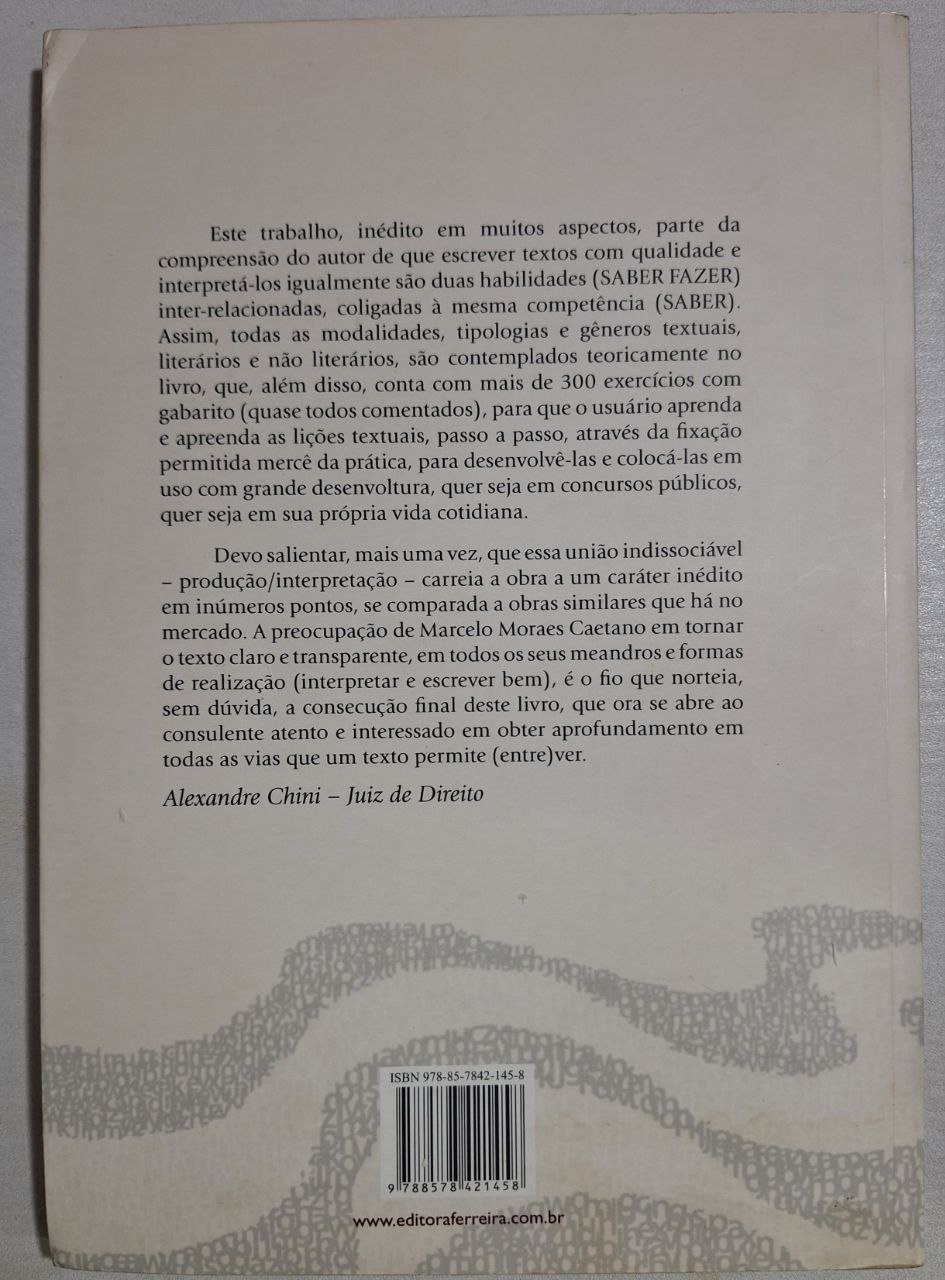 Este trabalho, inédito em muitos aspectos, parte da
compreensão do autor de que escrever textos com qualidade e
interpretá-los igualmente são duas habilidades (SABER FAZER)
inter-relacionadas, coligadas à mesma competência (SABER).
Assim, todas as modalidades, tipologias e gêneros textuais,
literários e não literários, são contemplados teoricamente no
livro, que, além disso, conta com mais de 300 exercícios com
gabarito (quase todos comentados), para que o usuário aprenda
e apreenda as lições textuais, passo a passo, através da fixação
permitida mercê da prática, para desenvolvê-las e colocá-las em
uso com grande desenvoltura, quer seja em concursos públicos,
quer seja em sua própria vida cotidiana.
Devo salientar, mais uma vez, que essa união indissociável
– produção/interpretação – carreia a obra a um caráter inédito
em inúmeros pontos, se comparada a obras similares que há no
mercado. A preocupação de Marcelo Moraes Caetano em tornar
o texto claro e transparente, em todos os seus meandros e formas
de realização (interpretar e escrever bem), é o fio que norteia,
sem dúvida, a consecução final deste livro, que ora se abre ao
consulente atento e interessado em obter aprofundamento em
todas as vias que um texto permite (entre)ver.
Alexandre Chini – Juiz de Direito
ISBN 978-85-7842-145-8
9 788578 421458
www.editoraferreira.com.br